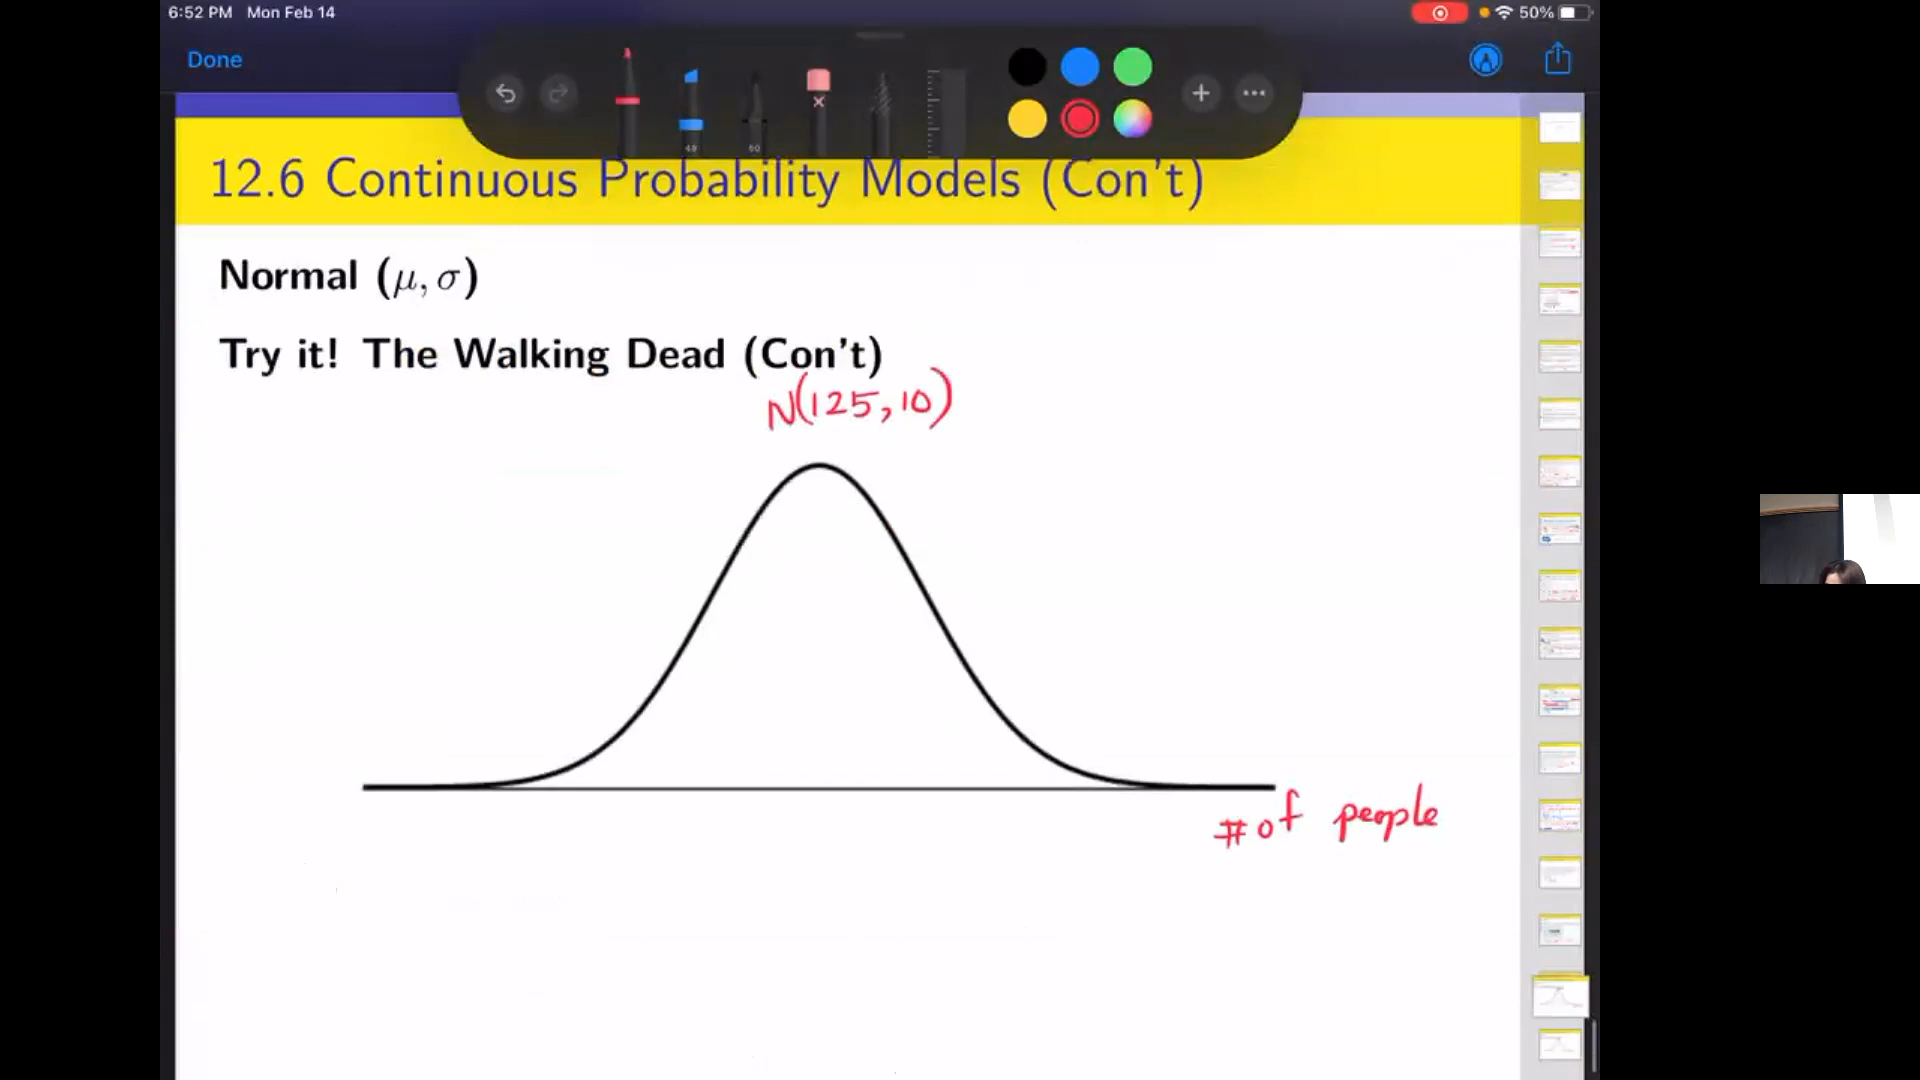 6:52 PM Mon Feb 14
50%
Done
12.6 Continuous Probability Models (Con't)
Normal (μ, σ)
Try it! The Walking Dead (Con't)
N(125,10)
# of people